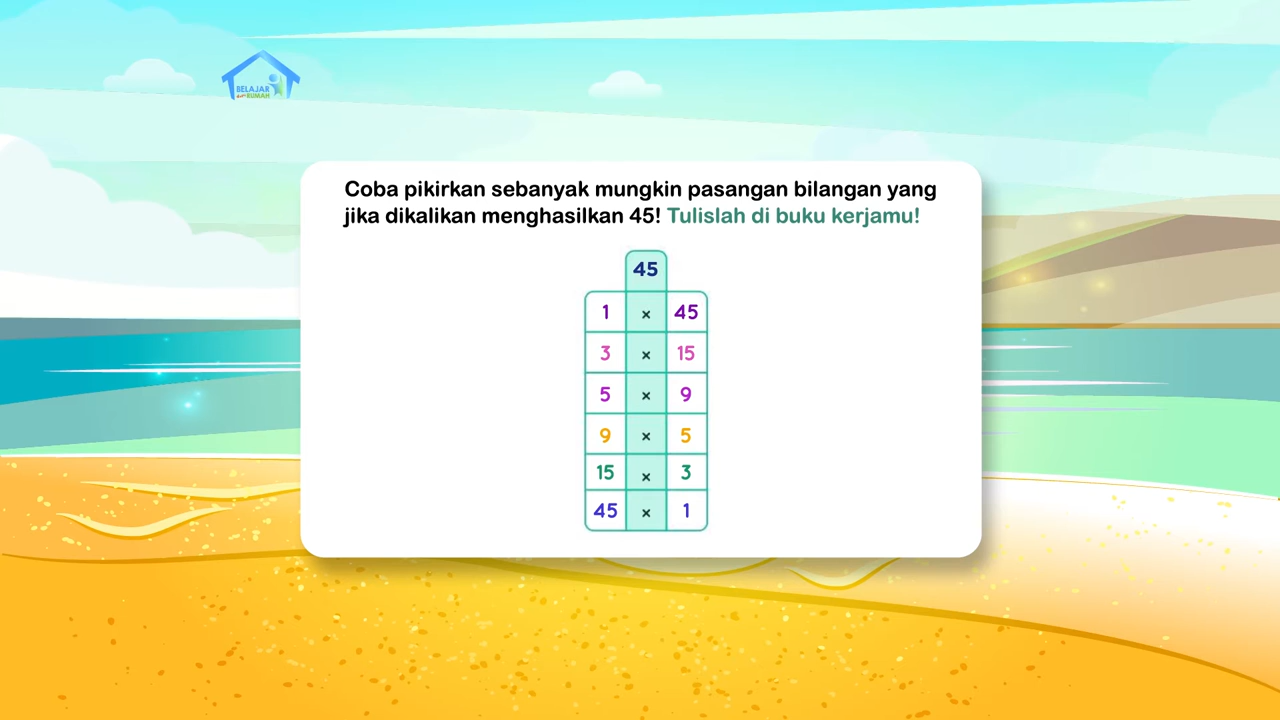 BELAJAR
dari RUMAH
Coba pikirkan sebanyak mungkin pasangan bilangan yang
jika dikalikan menghasilkan 45! Tulislah di buku kerjamu!
45
1 × 45
3 × 15
5 × 9
9 × 5
15 × 3
45 × 1